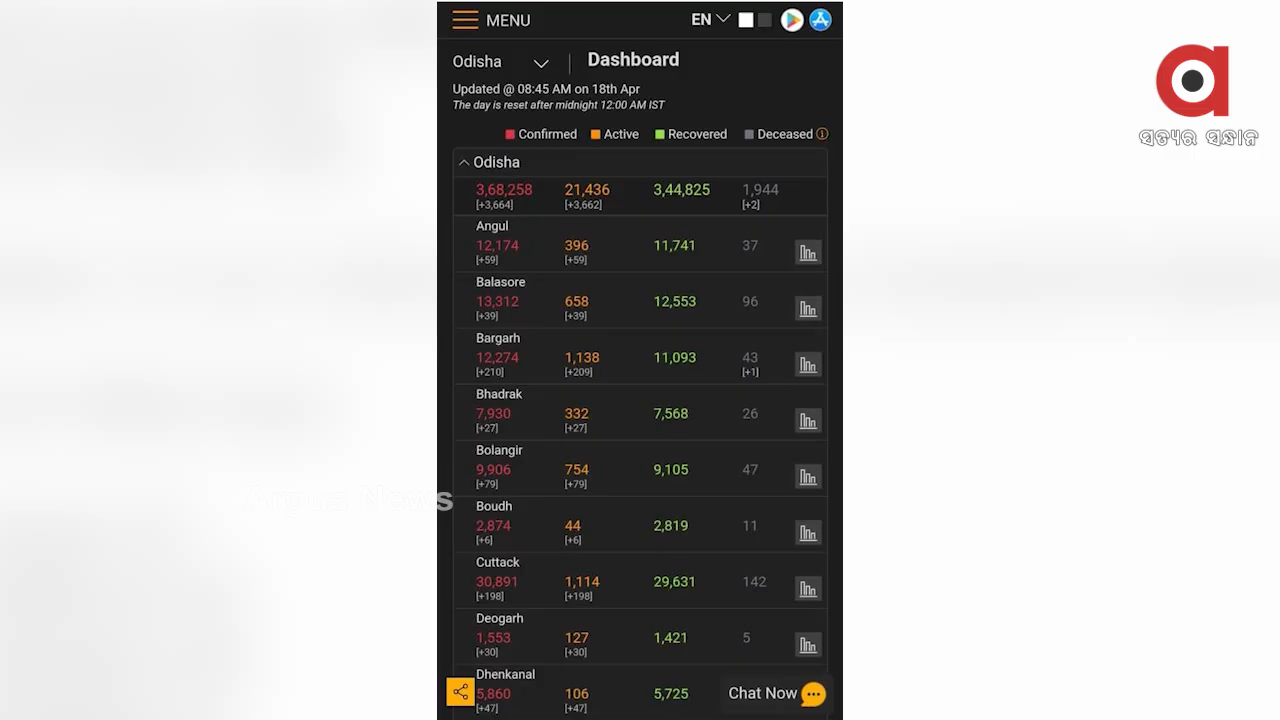 MENU
EN
Odisha
Dashboard
Updated @ 08:45 AM on 18th Apr
The day is reset after midnight 12:00 AM IST
Confirmed Active Recovered Deceased
Odisha
3,68,258 21,436 3,44,825 1,944
[+3,664] [+3,662] [+2]
Angul
12,174 396 11,741 37
[+59] [+59]
Balasore
13,312 658 12,553 96
[+39] [+39]
Bargarh
12,274 1,138 11,093 43
[+210] [+209] [+1]
Bhadrak
7,930 332 7,568 26
[+27] [+27]
Bolangir
9,906 754 9,105 47
[+79] [+79]
Argus News
Boudh
2,874 44 2,819 11
[+6] [+6]
Cuttack
30,891 1,114 29,631 142
[+198] [+198]
Deogarh
1,553 127 1,421 5
[+30] [+30]
Dhenkanal
5,860 106 5,725
[+47] [+47]
Chat Now
ସତ୍ୟର ସନ୍ଧାନ